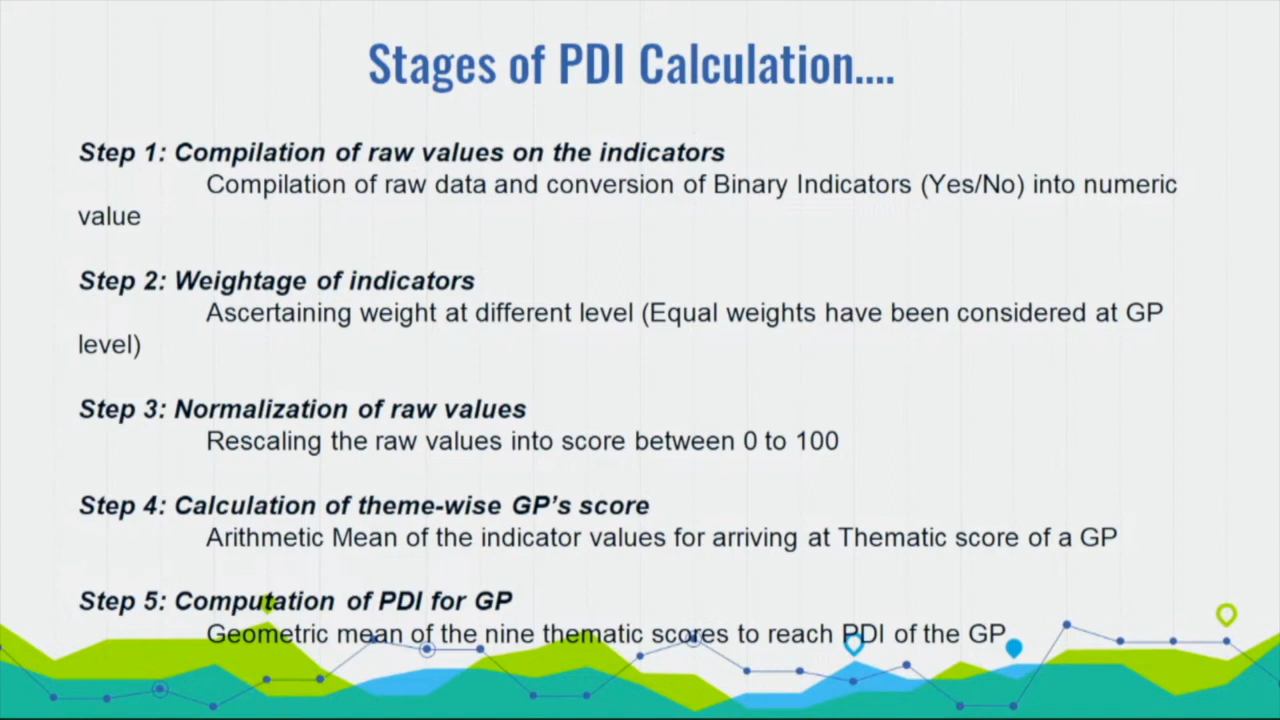 Stages of PDI Calculation....
Step 1: Compilation of raw values on the indicators
Compilation of raw data and conversion of Binary Indicators (Yes/No) into numeric
value
Step 2: Weightage of indicators
Ascertaining weight at different level (Equal weights have been considered at GP
level)
Step 3: Normalization of raw values
Rescaling the raw values into score between 0 to 100
Step 4: Calculation of theme-wise GP's score
Arithmetic Mean of the indicator values for arriving at Thematic score of a GP
Step 5: Computation of PDI for GP
Geometric mean of the nine thematic scores to reach PDI of the GP